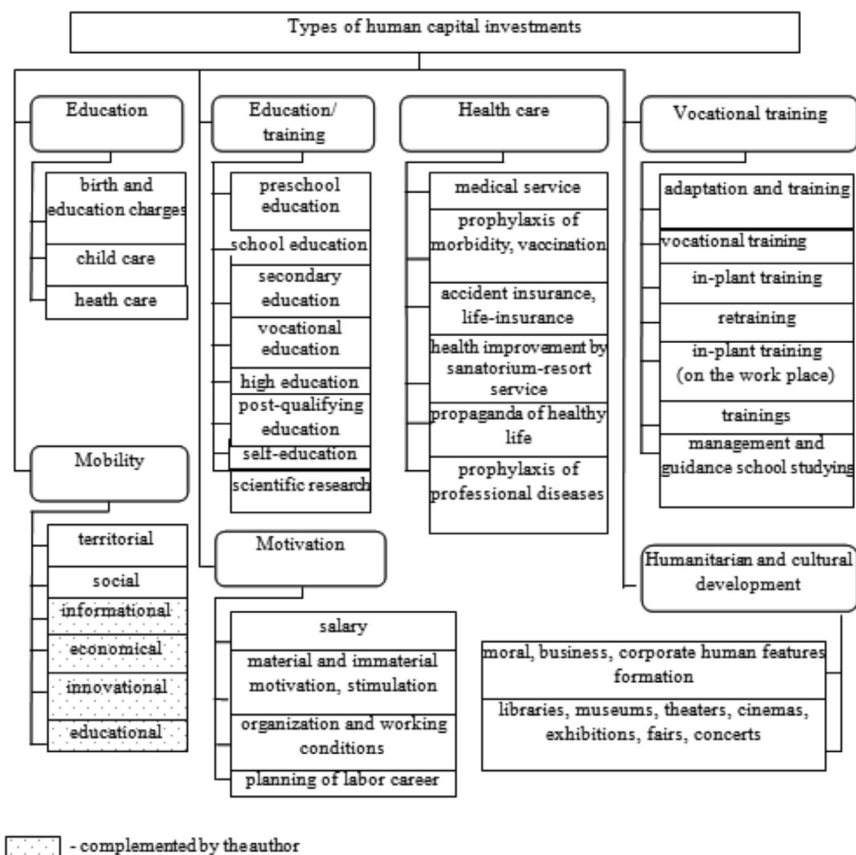 Types of human capital investments
Education
birth and
education charges
child care
heath care
Education/
training
preschool
education
school education
secondary
education
vocational
education
high education
post-qualifying
education
self-education
scientific research
Health care
medical service
prophylaxis of
morbidity, vaccination
accident insurance,
life-insurance
health improvement by
sanatorium-resort
service
propaganda of healthy
life
prophylaxis of
professional diseases
Vocational training
adaptation and training
vocational training
in-plant training
retraining
in-plant training
(on the work place)
trainings
management and
guidance school studying
Mobility
territorial
social
informational
economical
innovational
educational
Motivation
salary
material and immaterial
motivation, stimulation
organization and working
conditions
planning of labor career
Humanitarian and cultural
development
moral, business, corporate human features
formation
libraries, museums, theaters, cinemas,
exhibitions, fairs, concerts
- complemented by the author